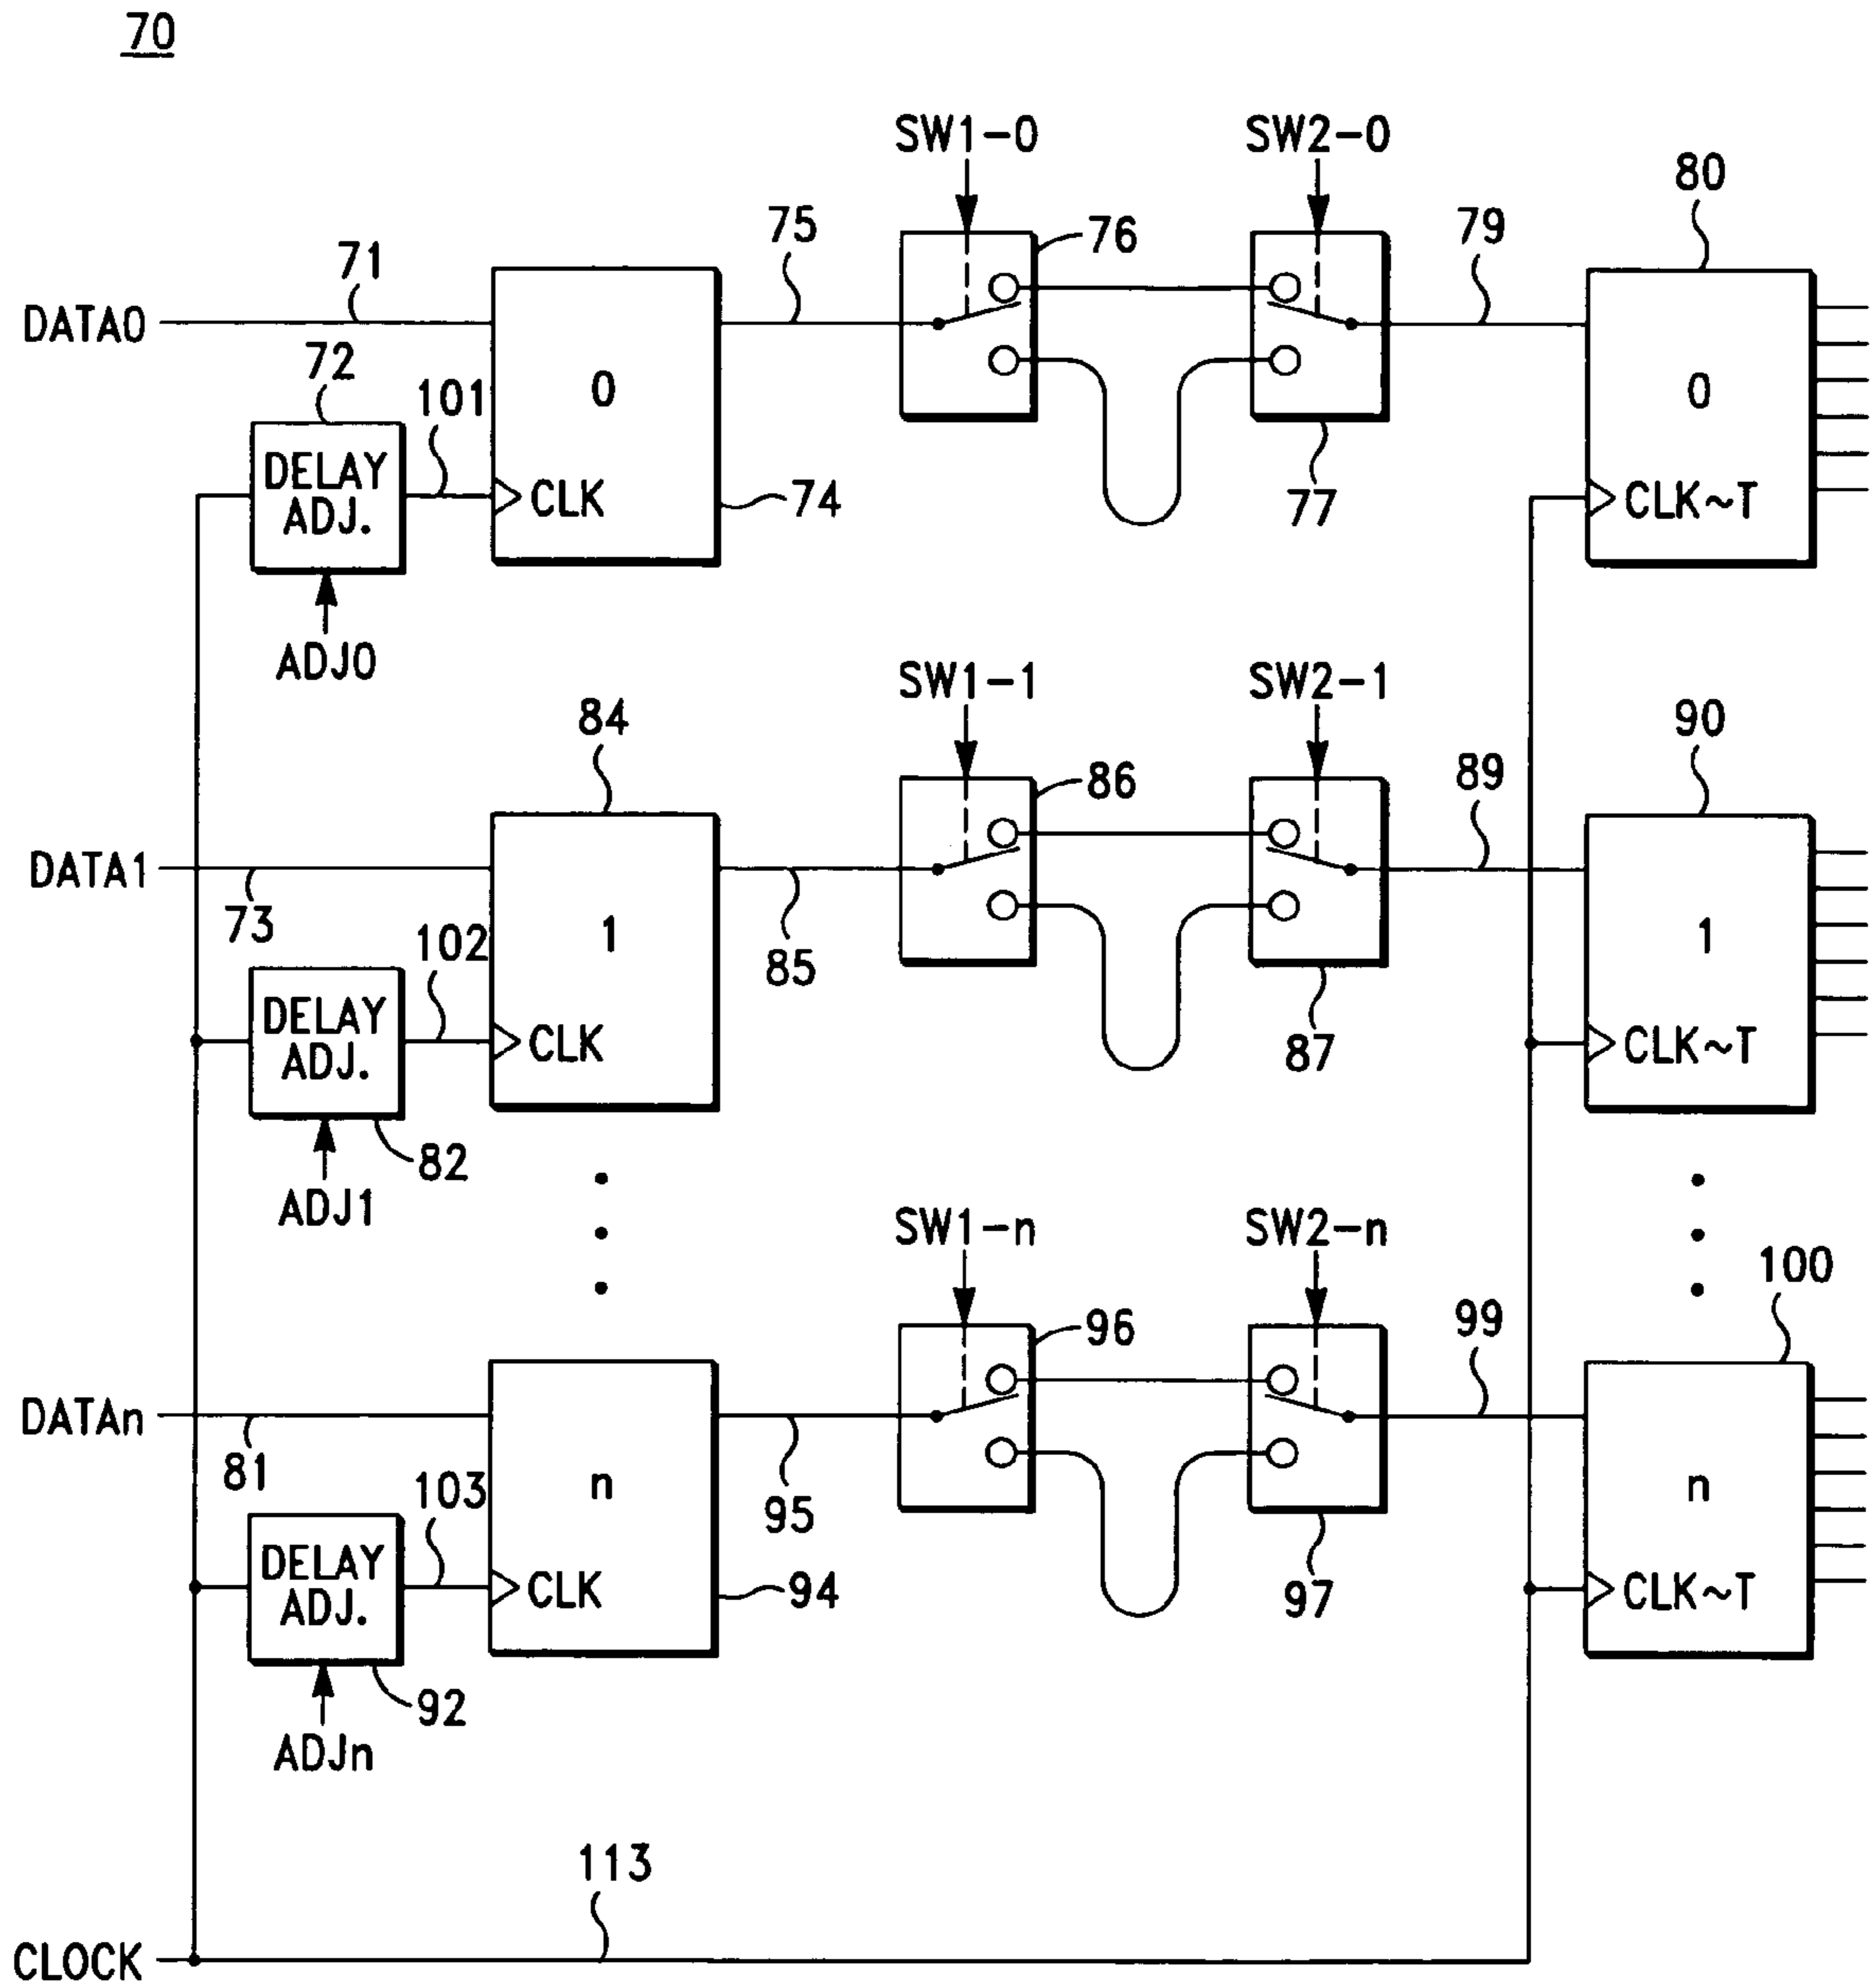 70
SW1-0 SW2-0
80
75 76 79
71
DATA0
72 101 0 0
DELAY
ADJ.
CLK 74 77 CLK~T
ADJ0
SW1-1 SW2-1
84 90
86 89
DATA1
73 102 1 85 1
DELAY
ADJ.
CLK 87 CLK~T
82
ADJ1
SW1-n SW2-n
100
96 99
DATAn
81 103 n 95 n
DELAY
ADJ.
CLK 94 97 CLK~T
92
ADJn
113
CLOCK